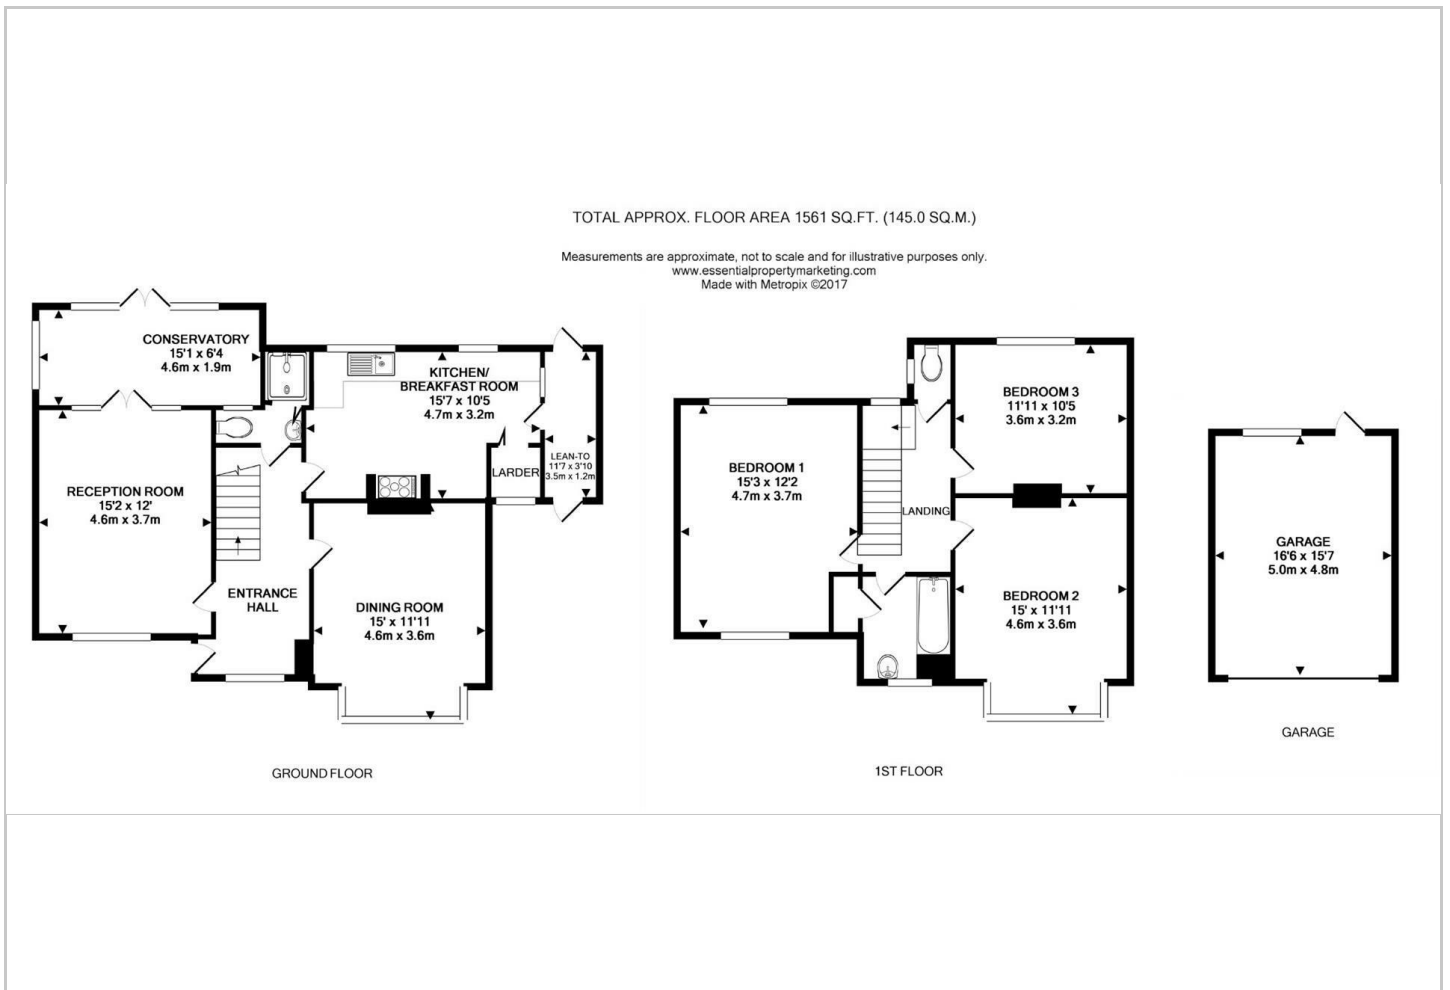 TOTAL APPROX. FLOOR AREA 1561 SQ.FT. (145.0 SQ.M.)
Measurements are approximate, not to scale and for illustrative purposes only.
www.essentialpropertymarketing.com
Made with Metropix ©2017
CONSERVATORY
15'1 x 6'4
4.6m x 1.9m
KITCHEN/
BREAKFAST ROOM
15'7 x 10'5
4.7m x 3.2m
LEAN-TO
11'7 x 3'10
3.5m x 1.2m
LARDER
RECEPTION ROOM
15'2 x 12'
4.6m x 3.7m
ENTRANCE
HALL
DINING ROOM
15' x 11'11
4.6m x 3.6m
GROUND FLOOR
BEDROOM 3
11'11 x 10'5
3.6m x 3.2m
BEDROOM 1
15'3 x 12'2
4.7m x 3.7m
LANDING
BEDROOM 2
15' x 11'11
4.6m x 3.6m
1ST FLOOR
GARAGE
16'6 x 15'7
5.0m x 4.8m
GARAGE